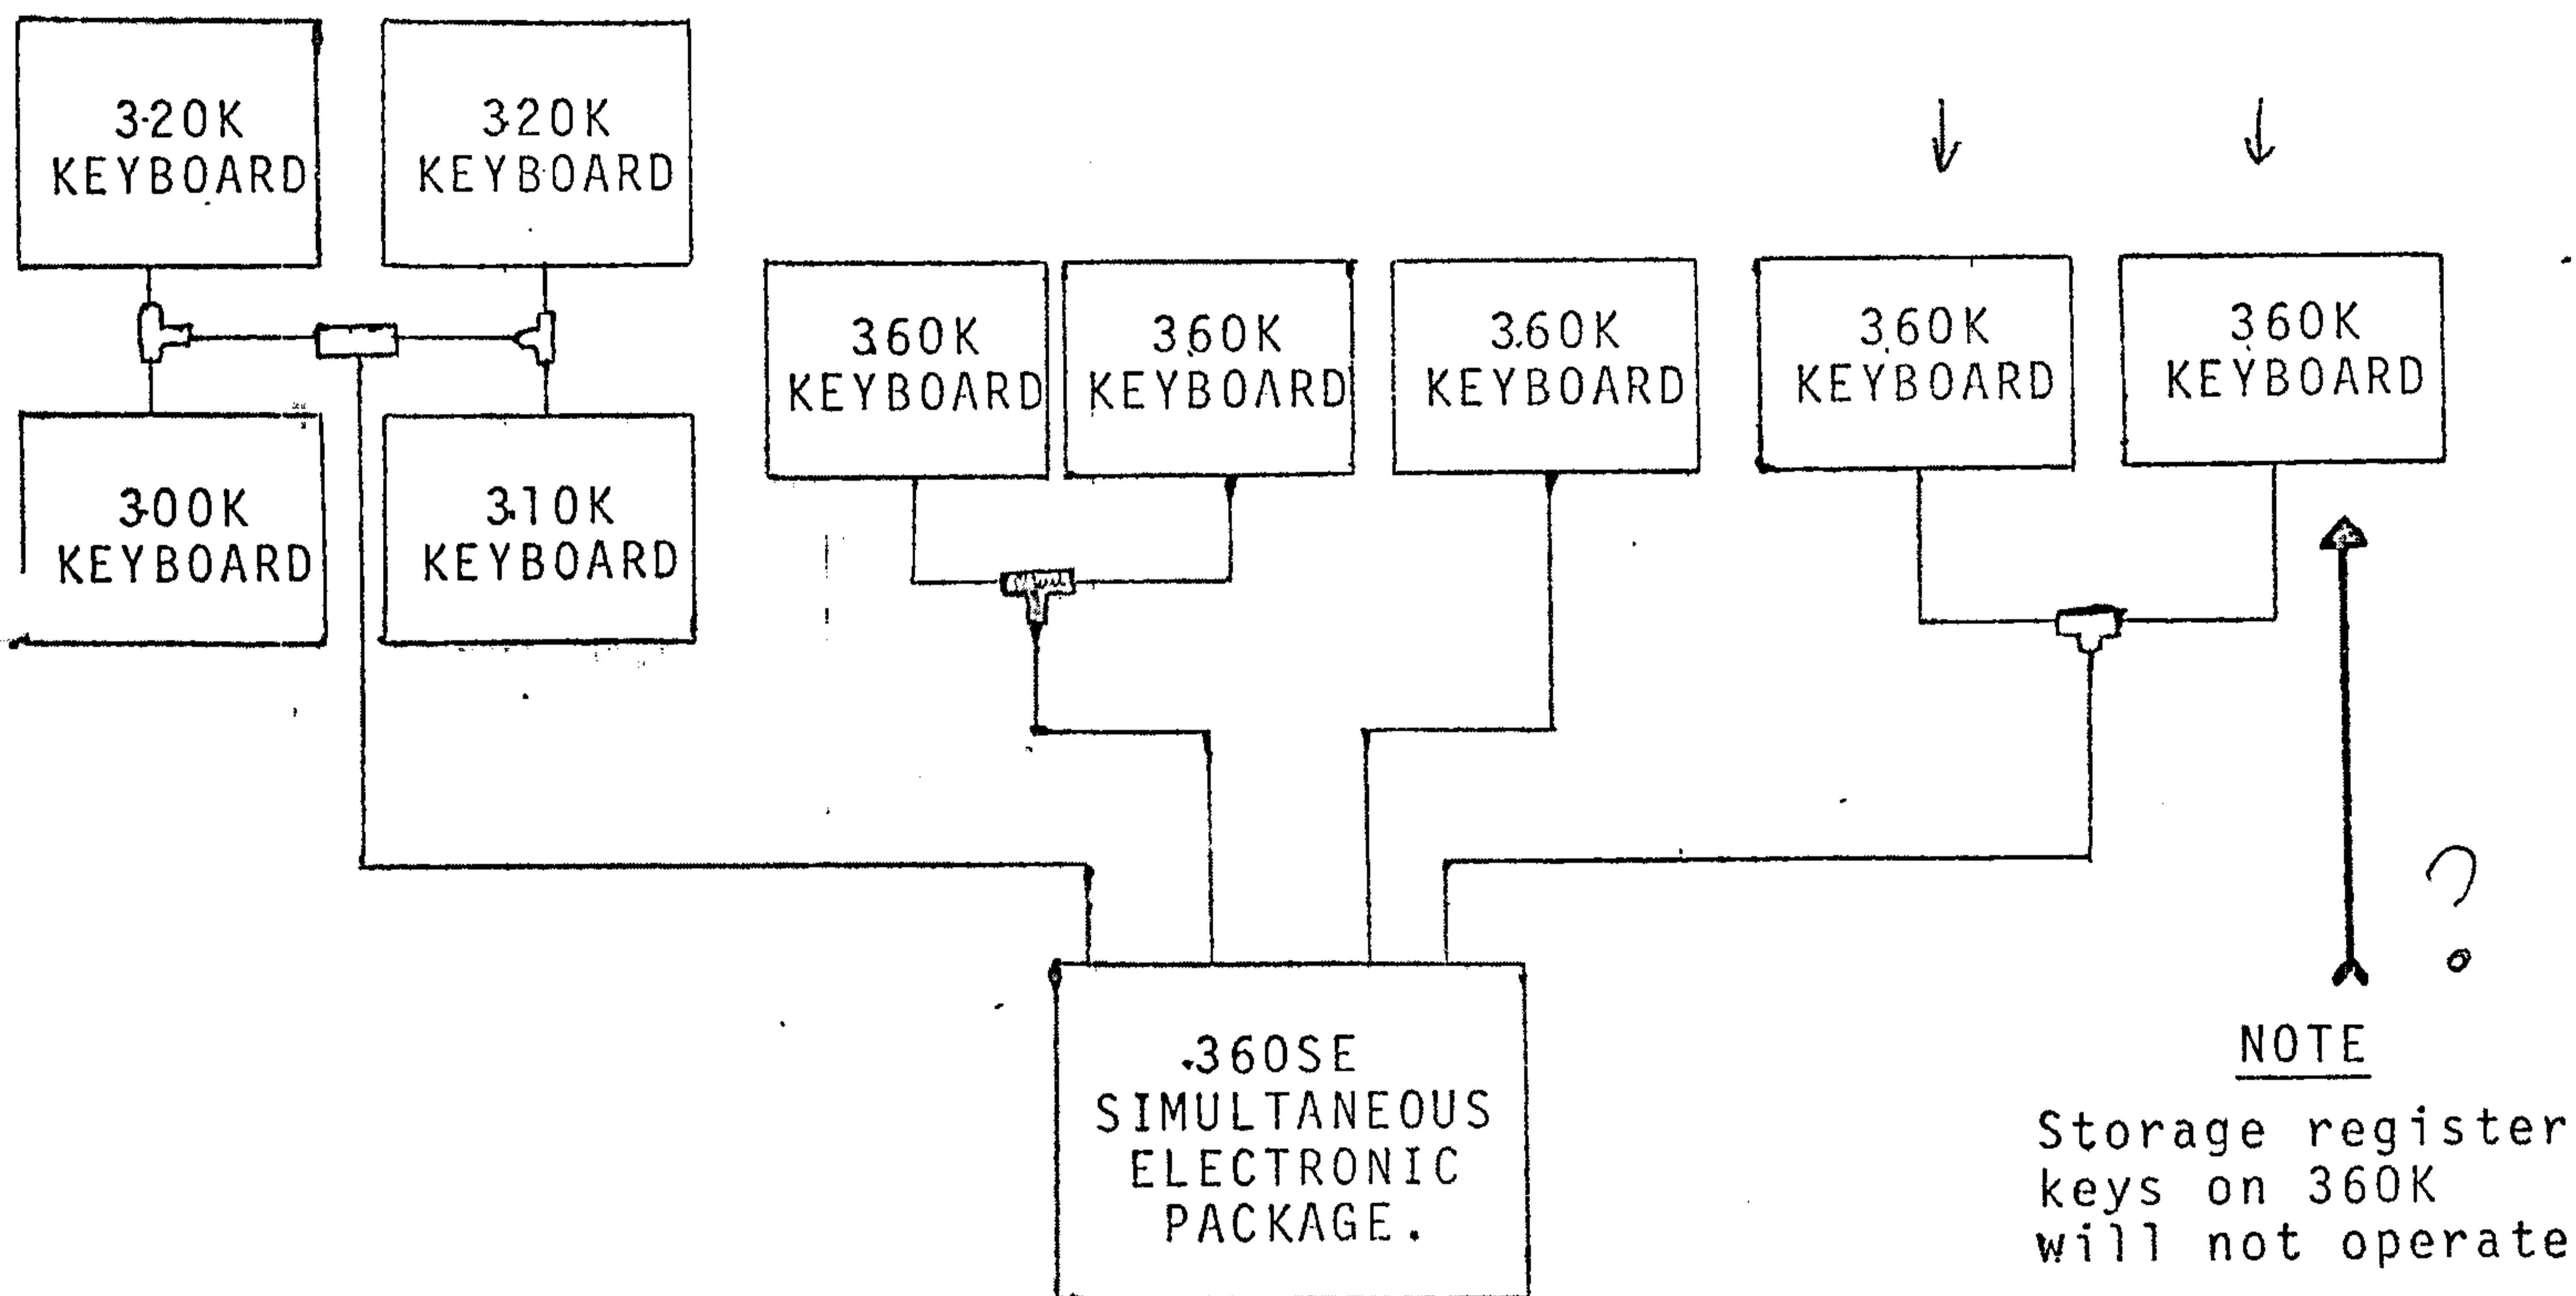 320K
KEYBOARD
320K
KEYBOARD
300K
KEYBOARD
310K
KEYBOARD
360K
KEYBOARD
360K
KEYBOARD
360K
KEYBOARD
360K
KEYBOARD
360K
KEYBOARD
360SE
SIMULTANEOUS
ELECTRONIC
PACKAGE.
?
NOTE
Storage register
keys on 360K
will not operate